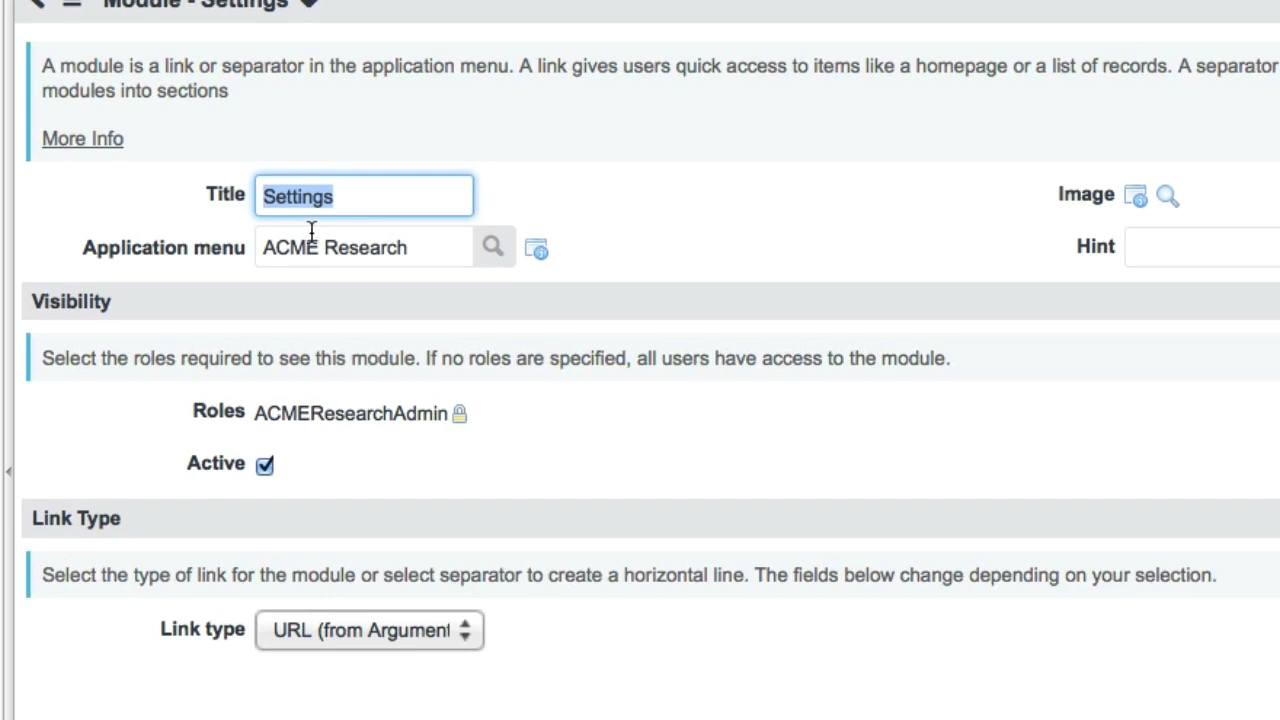 Module - Settings
A module is a link or separator in the application menu. A link gives users quick access to items like a homepage or a list of records. A separator
modules into sections
More Info
Title Settings Image
Application menu ACME Research Hint
Visibility
Select the roles required to see this module. If no roles are specified, all users have access to the module.
Roles ACMEResearchAdmin
Active
Link Type
Select the type of link for the module or select separator to create a horizontal line. The fields below change depending on your selection.
Link type URL (from Argument